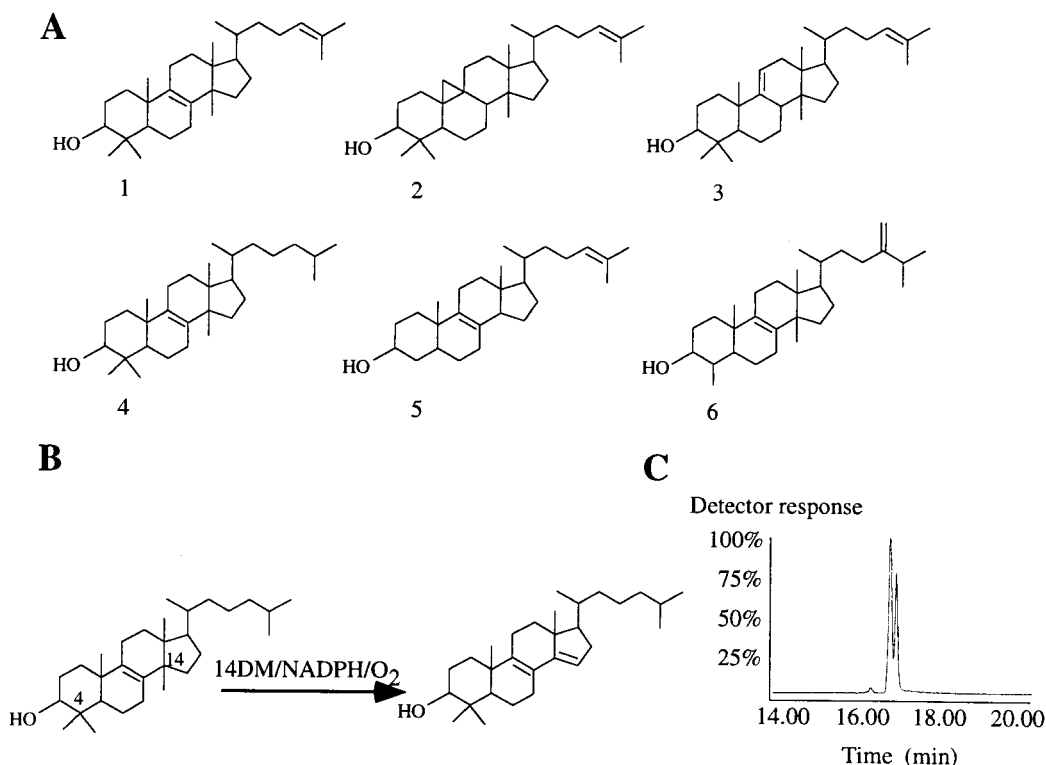 A
HO
1
HO
2
HO
3
HO
4
HO
5
HO
6
B
14
4
HO
14DM/NADPH/O2
HO
C
Detector response
100%
75%
50%
25%
14.00 16.00 18.00 20.00
Time (min)